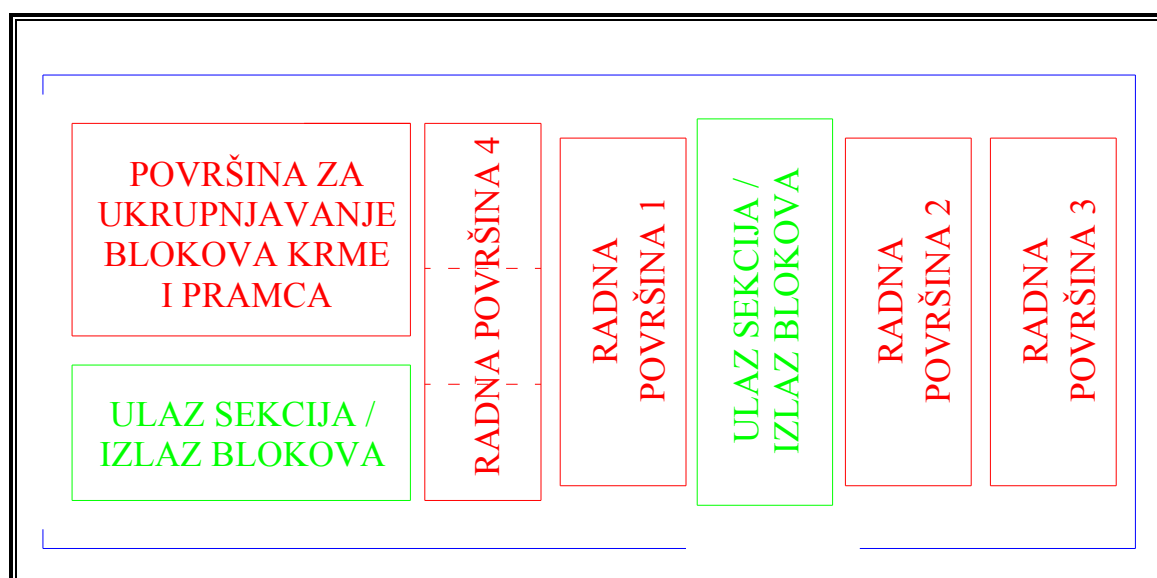 POVRŠINA ZA
UKRUPNJAVANJE
BLOKOVA KRME
I PRAMCA
ULAZ SEKCIJA /
IZLAZ BLOKOVA
RADNA POVRŠINA 4
RADNA
POVRŠINA 1
ULAZ SEKCIJA /
IZLAZ BLOKOVA
RADNA
POVRŠINA 2
RADNA
POVRŠINA 3